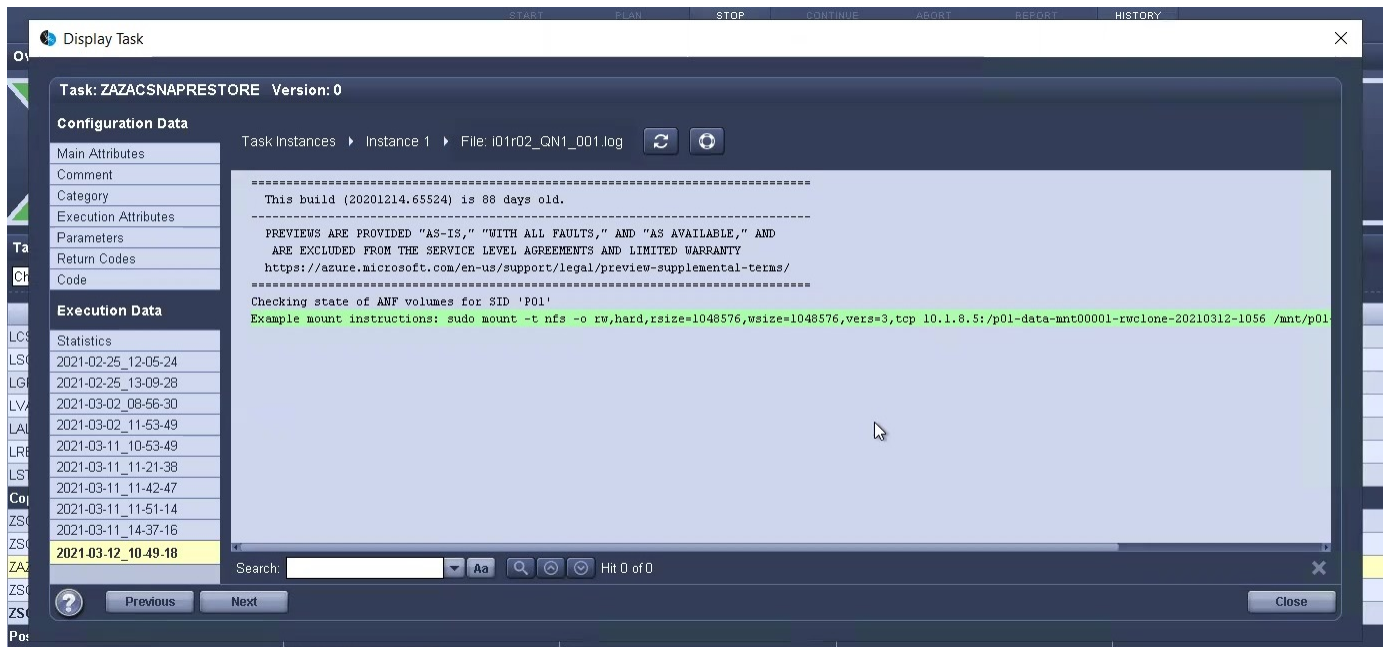 START PLAN STOP CONTINUE ABORT REPORT HISTORY
Display Task
Task: ZAZACSNAPRESTORE Version: 0
Configuration Data
Main Attributes
Comment
Category
Execution Attributes
Parameters
Return Codes
Code
Execution Data
Statistics
2021-02-25_12-05-24
2021-02-25_13-09-28
2021-03-02_08-56-30
2021-03-02_11-53-49
2021-03-11_10-53-49
2021-03-11_11-21-38
2021-03-11_11-42-47
2021-03-11_11-51-14
2021-03-11_14-37-16
2021-03-12_10-49-18
Task Instances Instance 1 File: i01r02_QN1_001.log
================================================================================
This build (20201214.65524) is 88 days old.
--------------------------------------------------------------------------------
PREVIEWS ARE PROVIDED "AS-IS," "WITH ALL FAULTS," AND "AS AVAILABLE," AND
ARE EXCLUDED FROM THE SERVICE LEVEL AGREEMENTS AND LIMITED WARRANTY
https://azure.microsoft.com/en-us/support/legal/preview-supplemental-terms/
================================================================================
Checking state of ANF volumes for SID 'P01'
Example mount instructions: sudo mount -t nfs -o rw,hard,rsize=1048576,wsize=1048576,vers=3,tcp 10.1.8.5:/p01-data-mnt00001-rwclone-20210312-1056 /mnt/p01-
Search: Aa Hit 0 of 0
? Previous Next Close